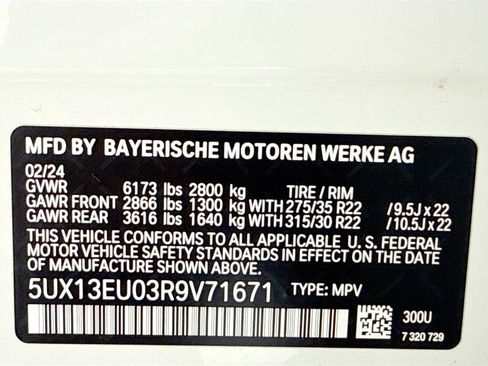 MFD BY BAYERISCHE MOTOREN WERKE AG
02/24
GVWR 6173 lbs 2800 kg TIRE / RIM
GAWR FRONT 2866 lbs 1300 kg WITH 275/35 R22 / 9.5J x 22
GAWR REAR 3616 lbs 1640 kg WITH 315/30 R22 / 10.5J x 22
THIS VEHICLE CONFORMS TO ALL APPLICABLE U. S. FEDERAL
MOTOR VEHICLE SAFETY STANDARDS IN EFFECT ON THE
DATE OF MANUFACTURE SHOWN ABOVE.
5UX13EU03R9V71671 TYPE: MPV
300U
7 320 729